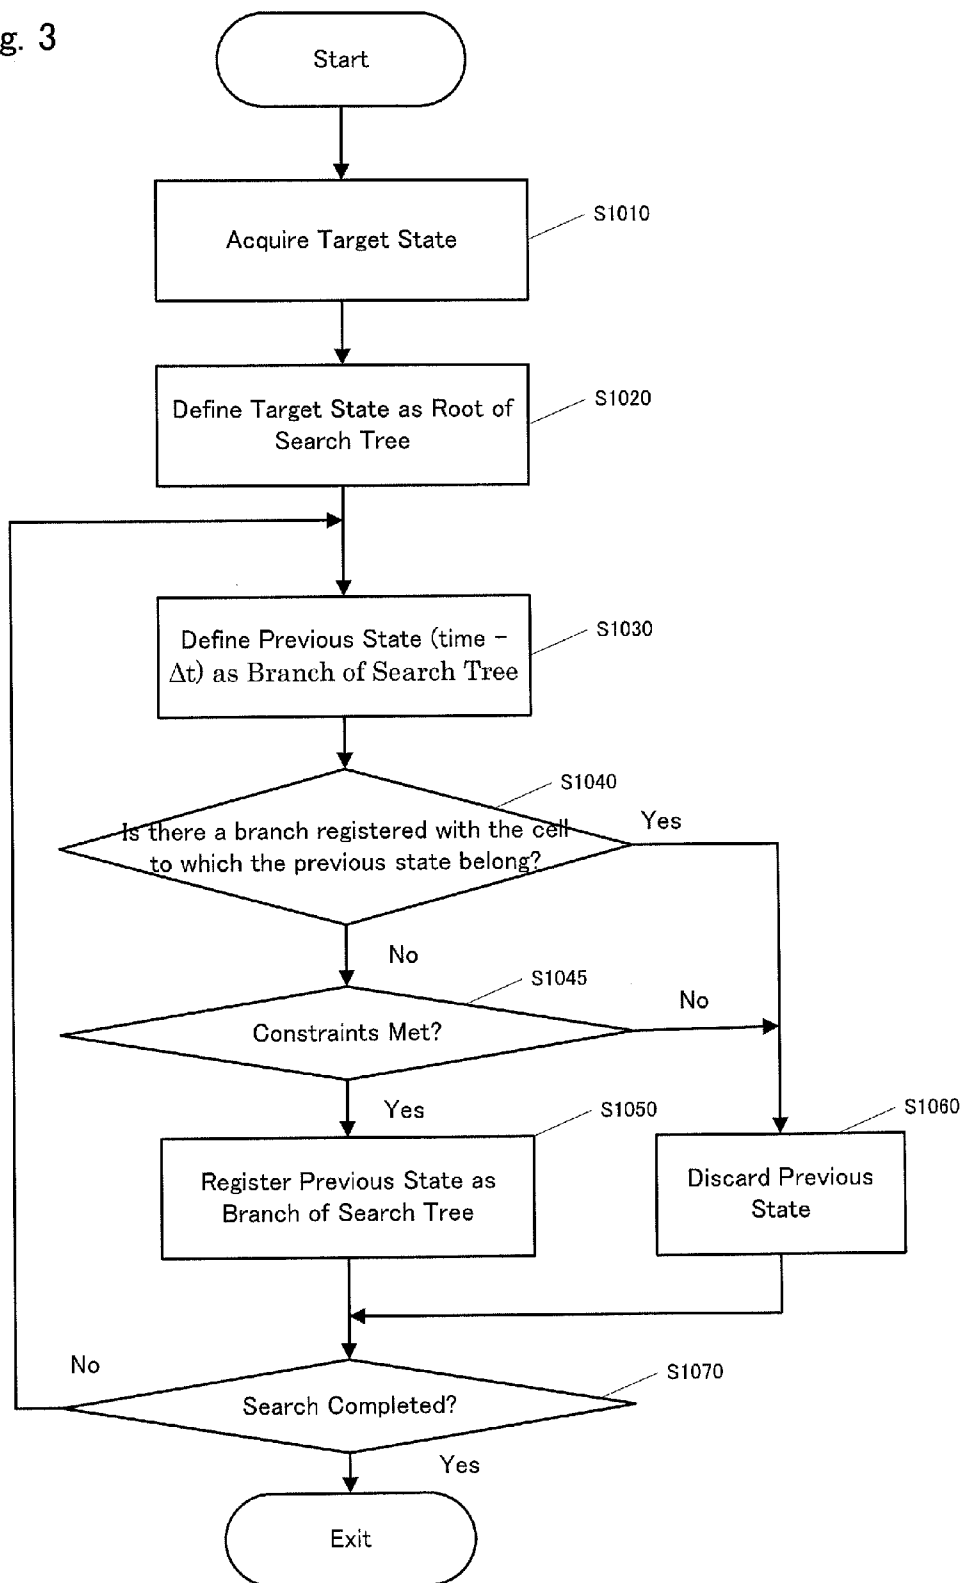 g. 3
Start
Acquire Target State
S1010
Define Target State as Root of
Search Tree
S1020
Define Previous State (time -
Δt) as Branch of Search Tree
S1030
S1040
Is there a branch registered with the cell
to which the previous state belong?
Yes
No
S1045
Constraints Met?
No
Yes
S1050
S1060
Register Previous State as
Branch of Search Tree
Discard Previous
State
No
S1070
Search Completed?
Yes
Exit